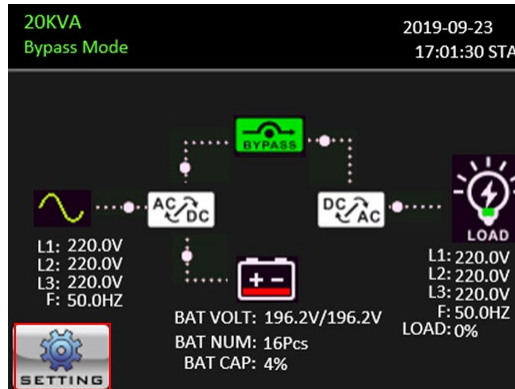 20KVA
Bypass Mode
2019-09-23
17:01:30 STA
BYPASS
AC
DC
DC
AC
LOAD
L1: 220.0V
L2: 220.0V
L3: 220.0V
F: 50.0HZ
L1: 220.0V
L2: 220.0V
L3: 220.0V
F: 50.0HZ
LOAD: 0%
BAT VOLT: 196.2V/196.2V
BAT NUM: 16Pcs
BAT CAP: 4%
SETTING